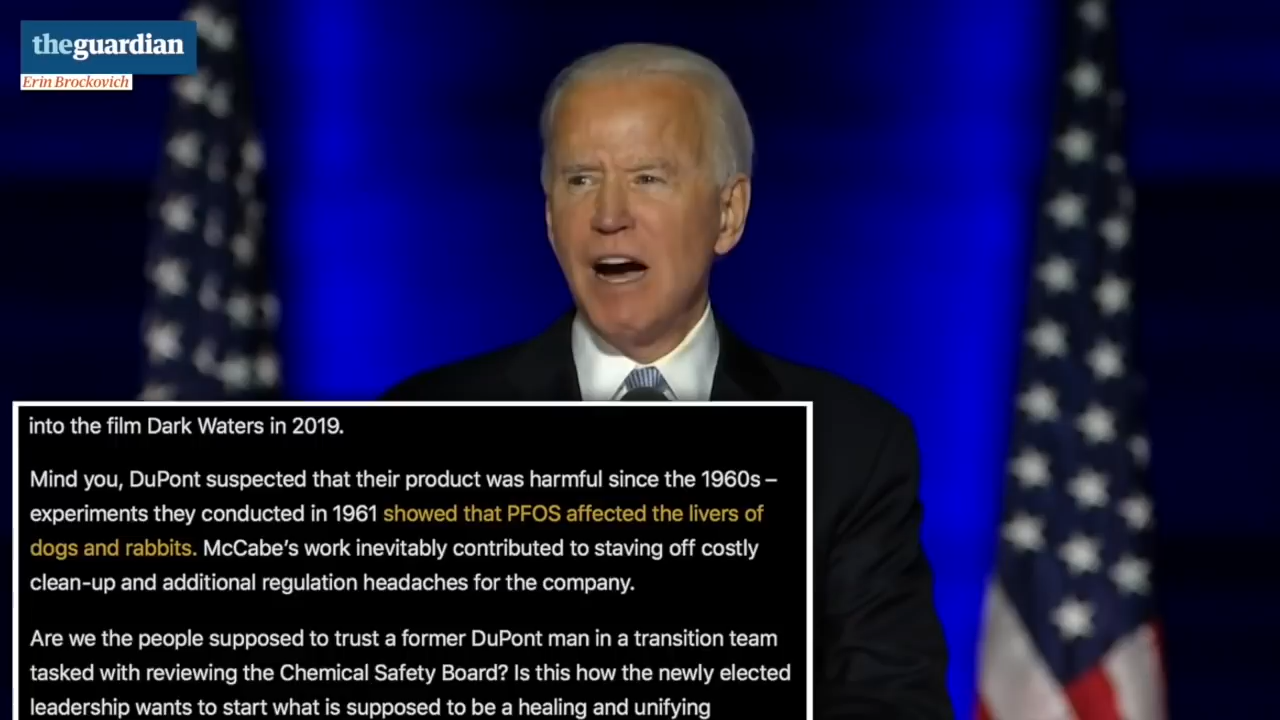 theguardian
Erin Brockovich
into the film Dark Waters in 2019.
Mind you, DuPont suspected that their product was harmful since the 1960s –
experiments they conducted in 1961 showed that PFOS affected the livers of
dogs and rabbits. McCabe's work inevitably contributed to staving off costly
clean-up and additional regulation headaches for the company.
Are we the people supposed to trust a former DuPont man in a transition team
tasked with reviewing the Chemical Safety Board? Is this how the newly elected
leadership wants to start what is supposed to be a healing and unifying